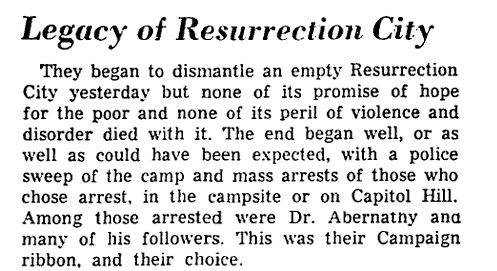 Legacy of Resurrection City
They began to dismantle an empty Resurrection
City yesterday but none of its promise of hope
for the poor and none of its peril of violence and
disorder died with it. The end began well, or as
well as could have been expected, with a police
sweep of the camp and mass arrests of those who
chose arrest, in the campsite or on Capitol Hill.
Among those arrested were Dr. Abernathy and
many of his followers. This was their Campaign
ribbon, and their choice.